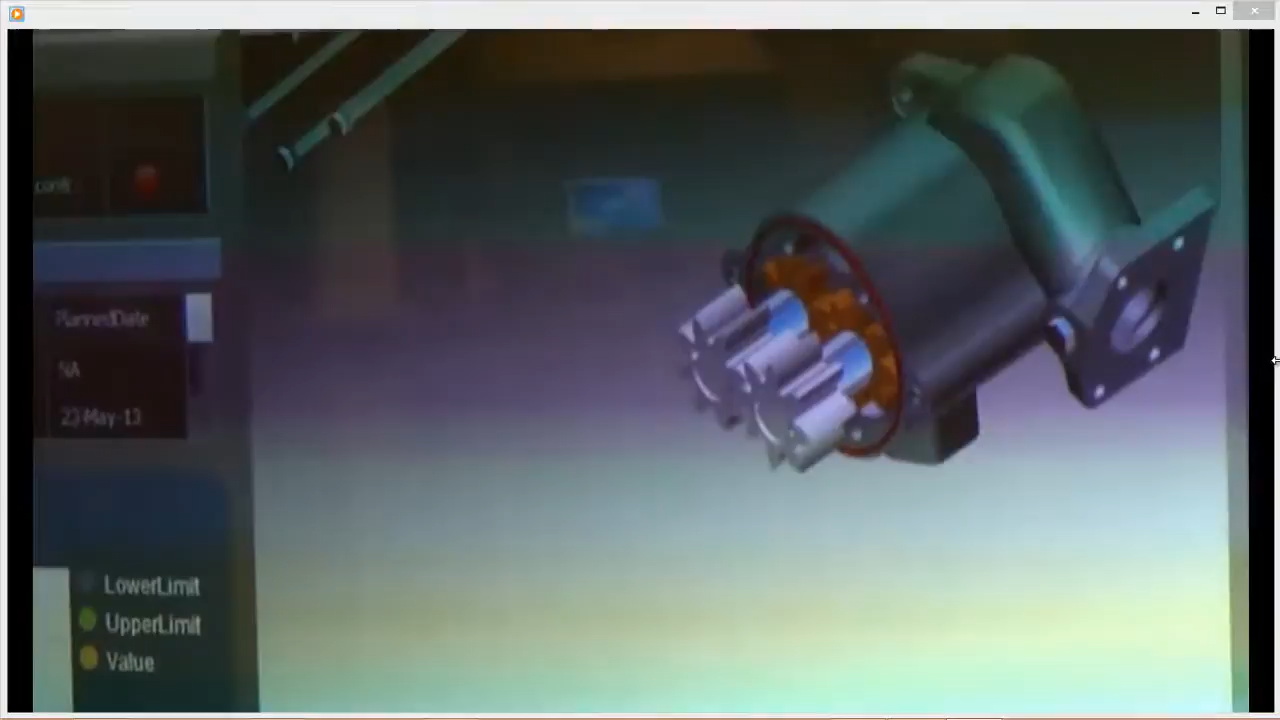 PlannedDate
NA
23-May-13
LowerLimit
UpperLimit
Value